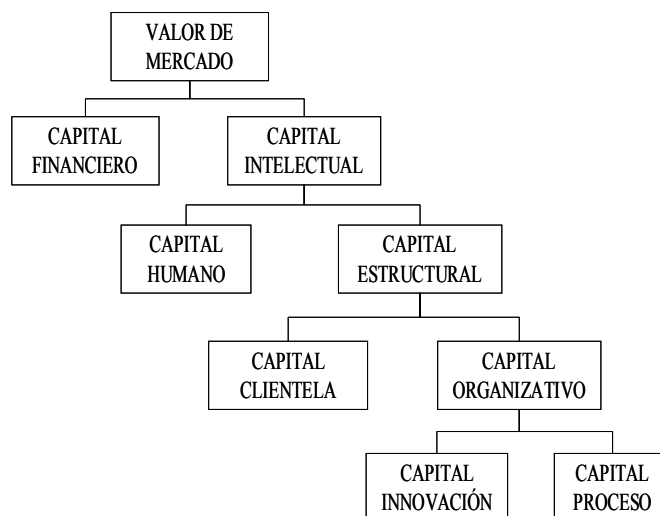 VALOR DE
MERCADO
CAPITAL
FINANCIERO
CAPITAL
INTELECTUAL
CAPITAL
HUMANO
CAPITAL
ESTRUCTURAL
CAPITAL
CLIENTELA
CAPITAL
ORGANIZATIVO
CAPITAL
INNOVACIÓN
CAPITAL
PROCESO